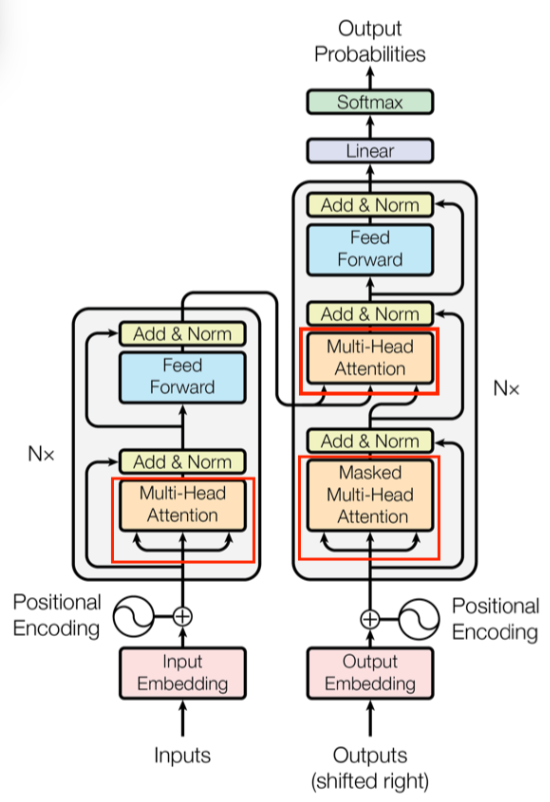 Output
Probabilities
Softmax
Linear
Add & Norm
Feed
Forward
Add & Norm
Multi-Head
Attention
Add & Norm
Masked
Multi-Head
Attention
N×
Add & Norm
Feed
Forward
Add & Norm
Multi-Head
Attention
N×
Positional
Encoding
Positional
Encoding
Input
Embedding
Output
Embedding
Inputs
Outputs
(shifted right)